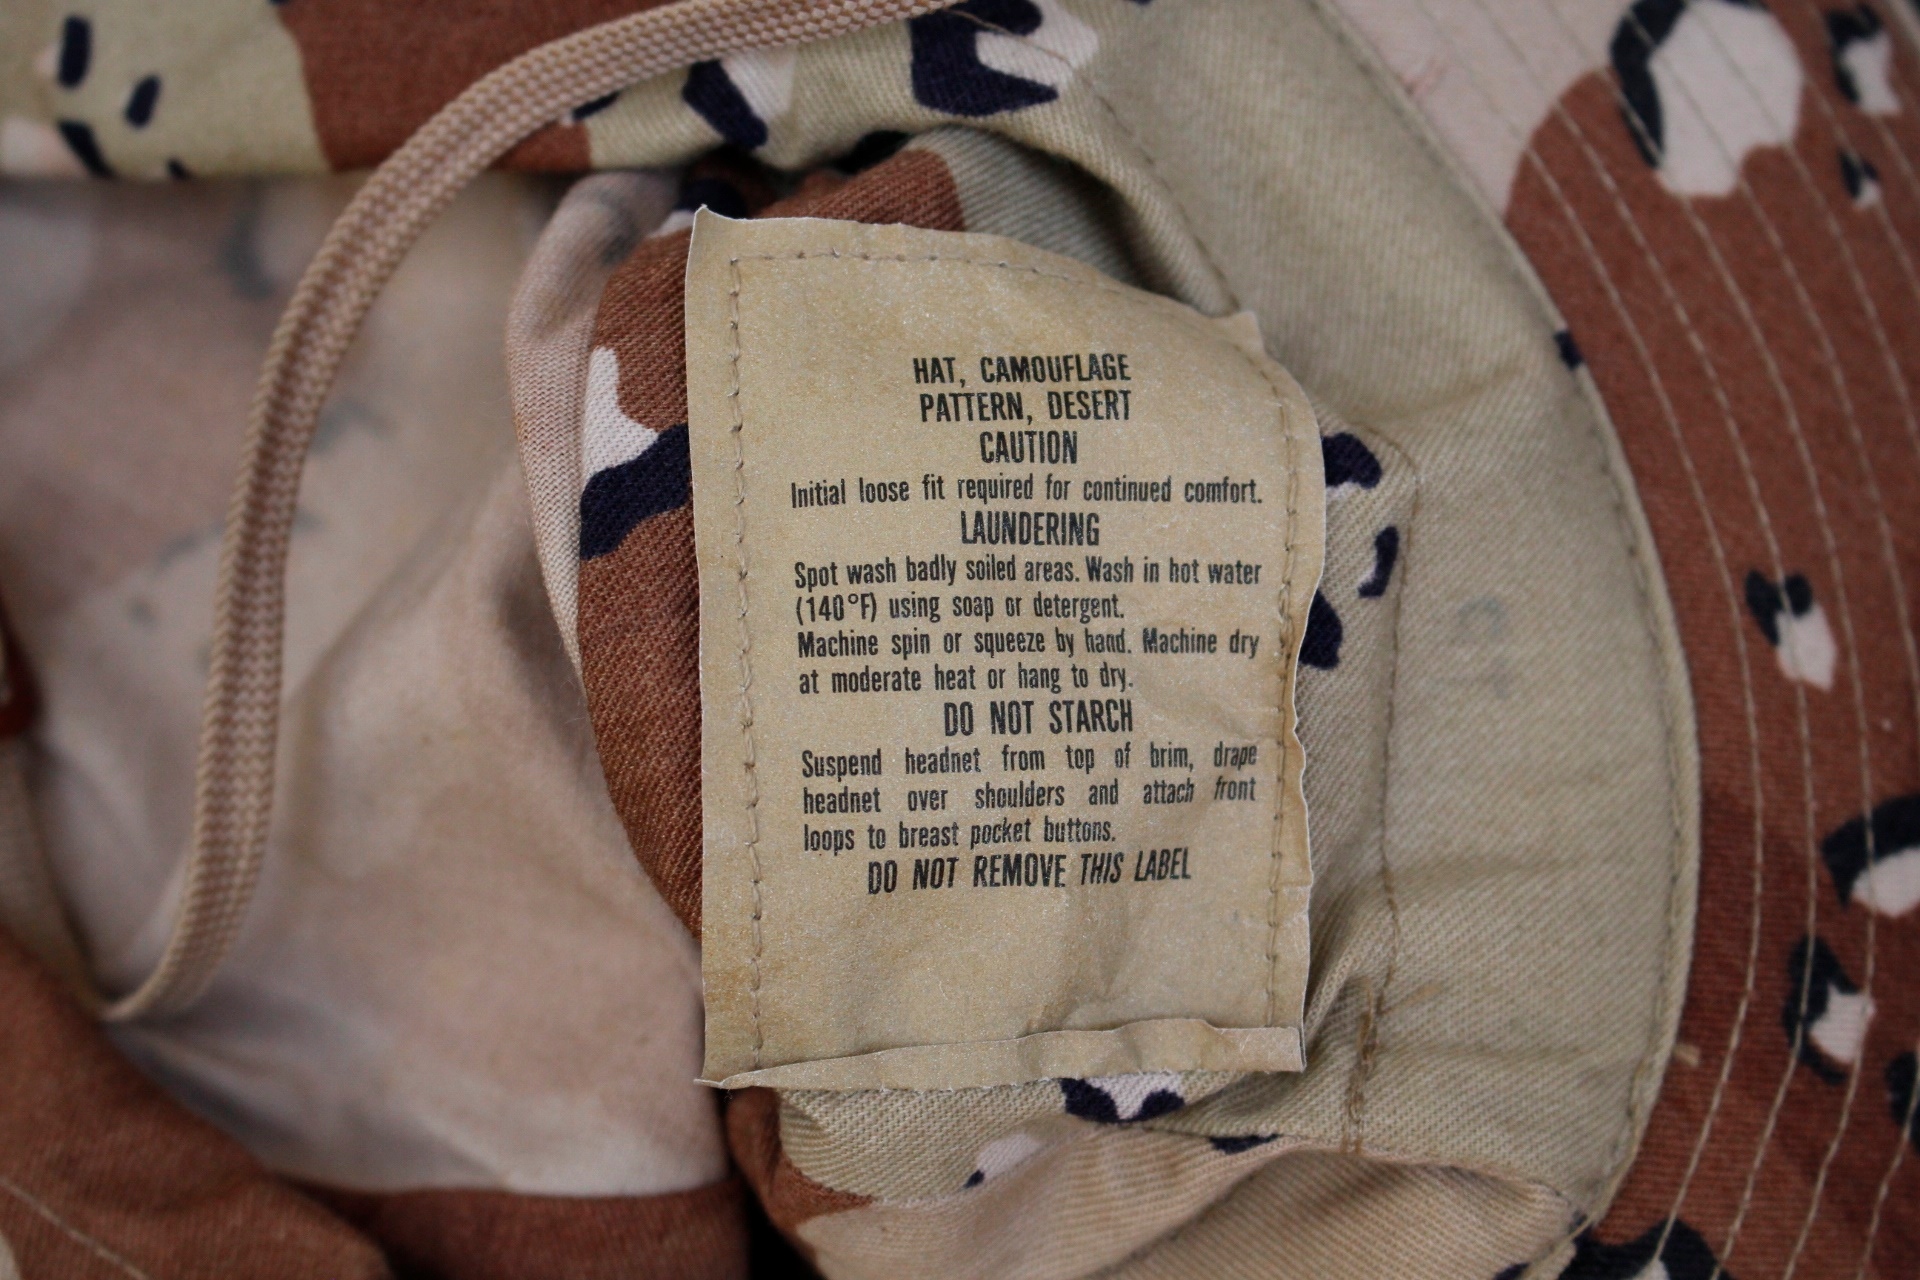 HAT, CAMOUFLAGE
PATTERN, DESERT
CAUTION
Initial loose fit required for continued comfort.
LAUNDERING
Spot wash badly soiled areas. Wash in hot water
(140°F) using soap or detergent.
Machine spin or squeeze by hand. Machine dry
at moderate heat or hang to dry.
DO NOT STARCH
Suspend headnet from top of brim, drape
headnet over shoulders and attach front
loops to breast pocket buttons.
DO NOT REMOVE THIS LABEL